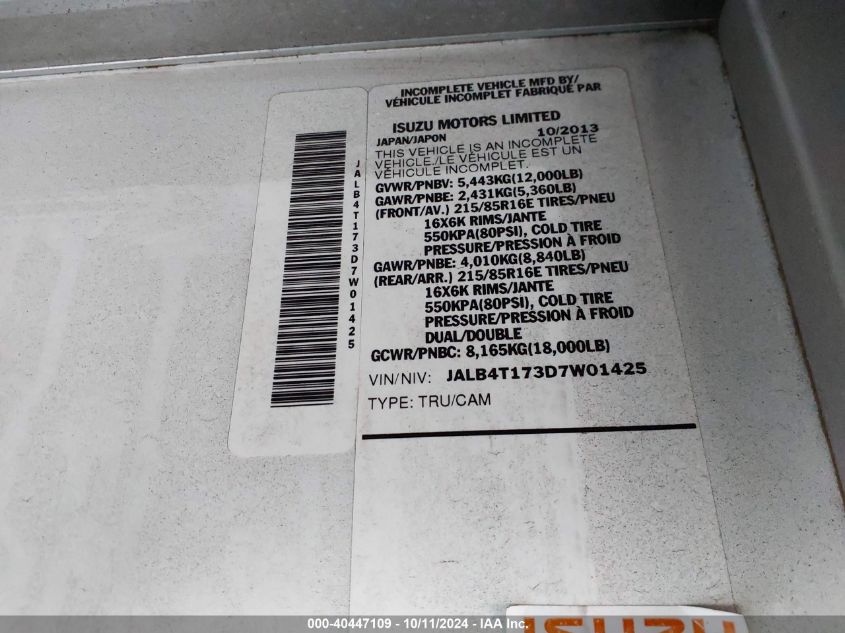 INCOMPLETE VEHICLE MFD BY/
VÉHICULE INCOMPLET FABRIQUÉ PAR
ISUZU MOTORS LIMITED
JAPAN/JAPON 10/2013
THIS VEHICLE IS AN INCOMPLETE
VEHICLE./LE VÉHICULE EST UN
VÉHICULE INCOMPLET.
GVWR/PNBV: 5,443KG(12,000LB)
GAWR/PNBE: 2,431KG(5,360LB)
(FRONT/AV.) 215/85R16E TIRES/PNEU
16X6K RIMS/JANTE
550KPA(80PSI), COLD TIRE
PRESSURE/PRESSION À FROID
GAWR/PNBE: 4,010KG(8,840LB)
(REAR/ARR.) 215/85R16E TIRES/PNEU
16X6K RIMS/JANTE
550KPA(80PSI), COLD TIRE
PRESSURE/PRESSION À FROID
DUAL/DOUBLE
GCWR/PNBC: 8,165KG(18,000LB)
VIN/NIV: JALB4T173D7W01425
TYPE: TRU/CAM
JALB4T173D7W01425
ISUZU
000-40447109 - 10/11/2024 - IAA Inc.